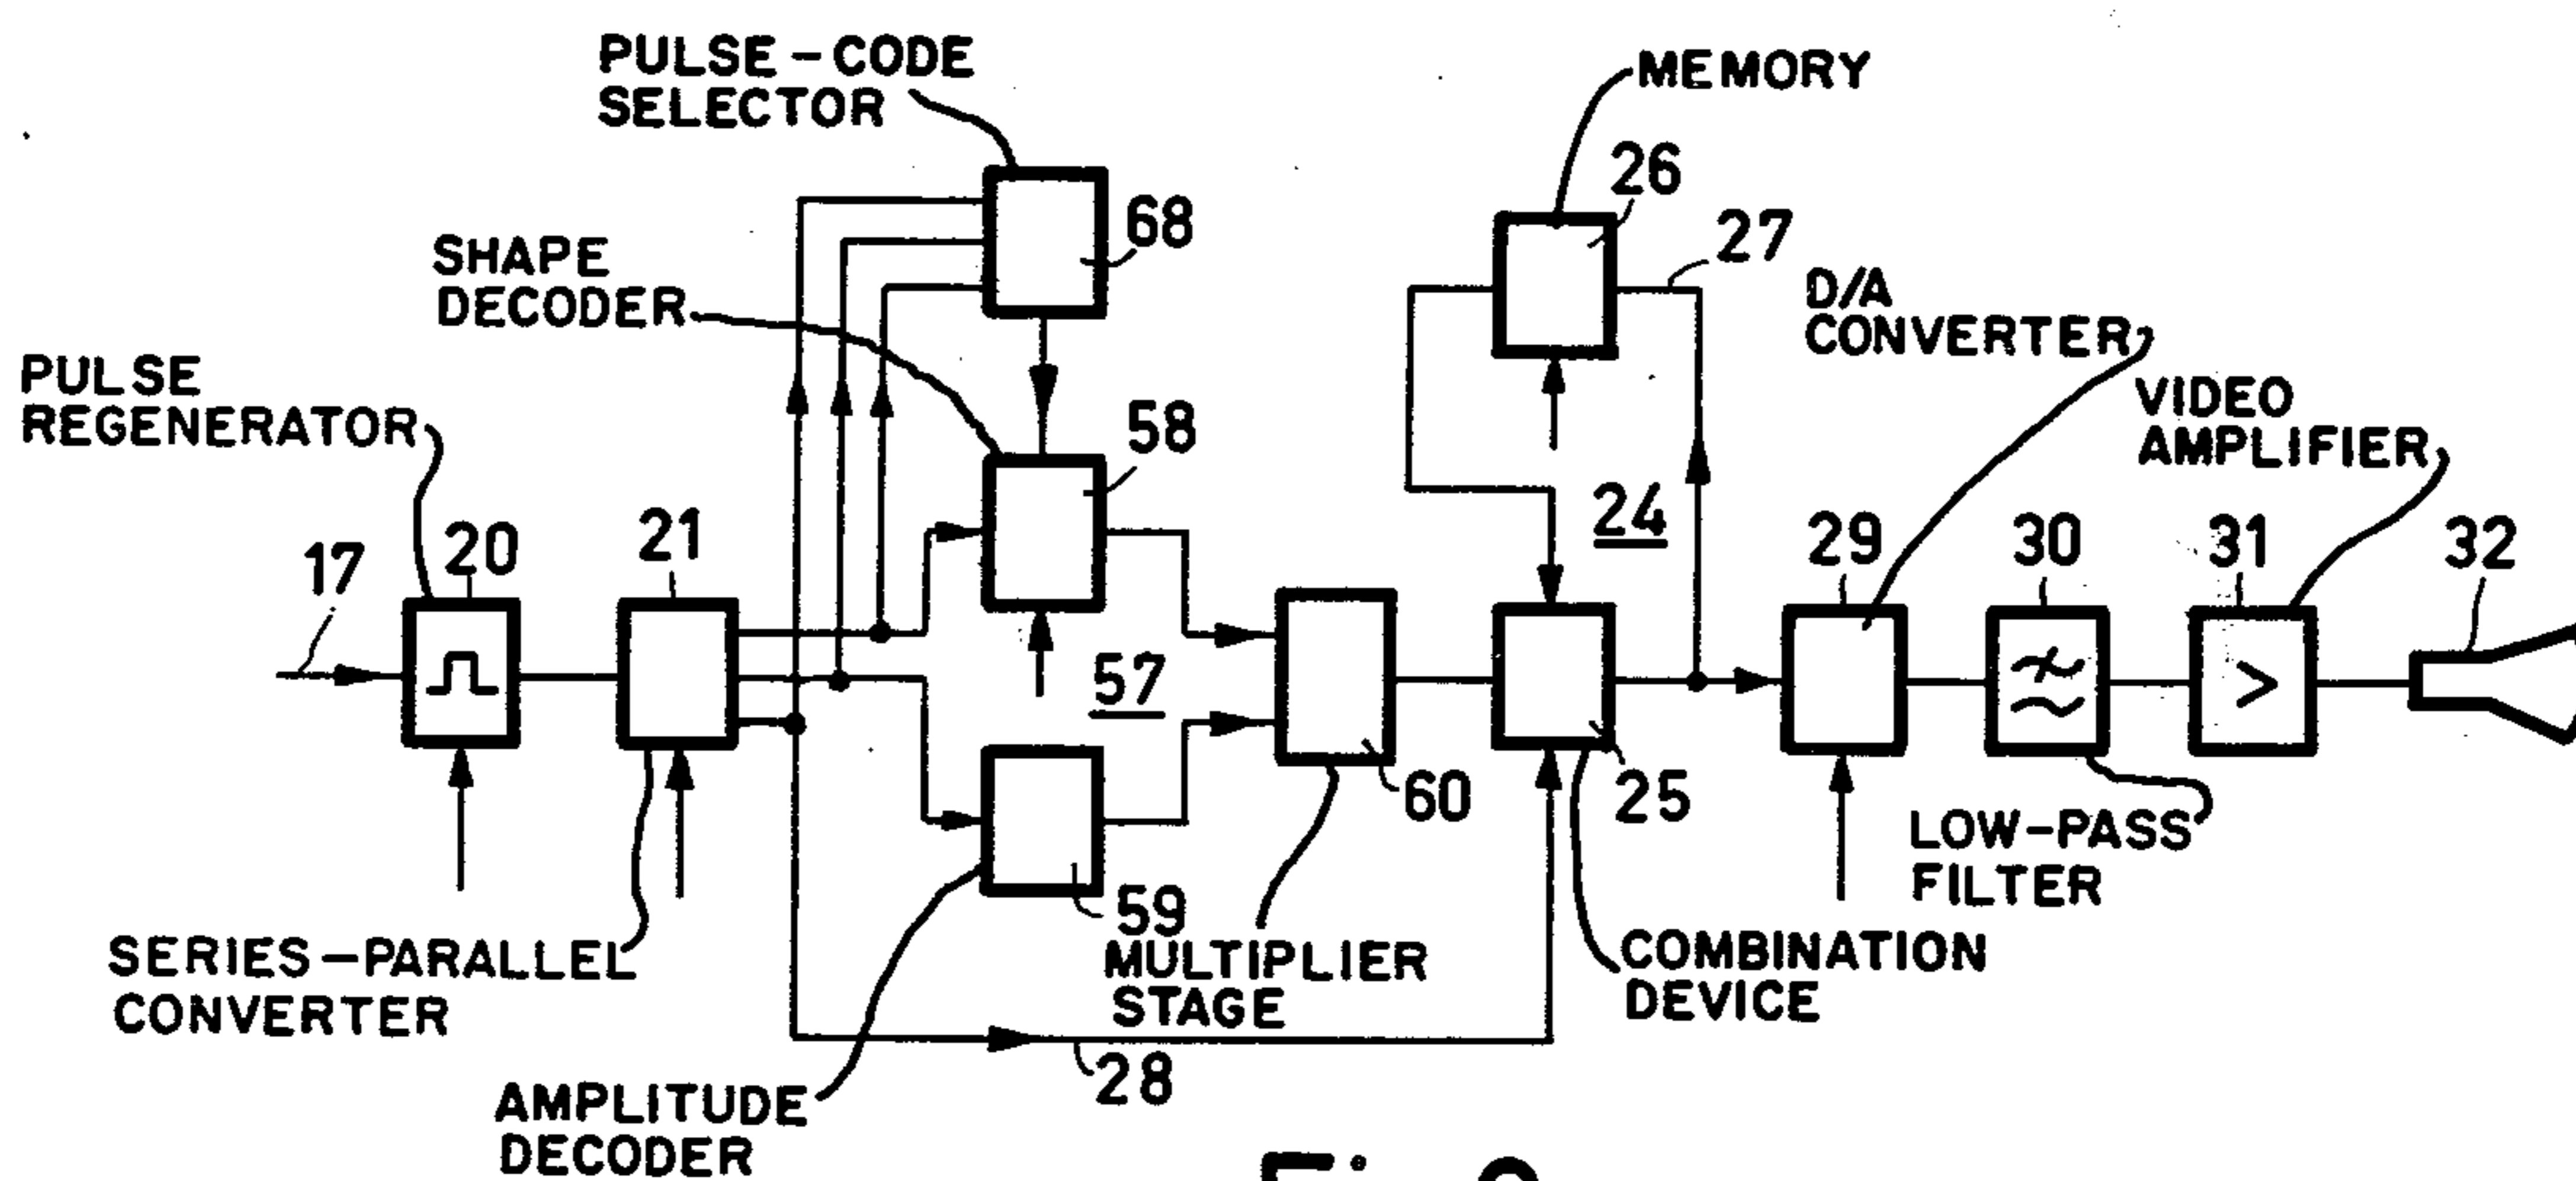 PULSE-CODE
SELECTOR
MEMORY
26
27
68
SHAPE
DECODER
D/A
CONVERTER
PULSE
REGENERATOR
VIDEO
AMPLIFIER
58
24
17
20
21
29
30
31
32
57
60
25
59
LOW-PASS
FILTER
SERIES-PARALLEL
CONVERTER
MULTIPLIER
STAGE
COMBINATION
DEVICE
28
AMPLITUDE
DECODER